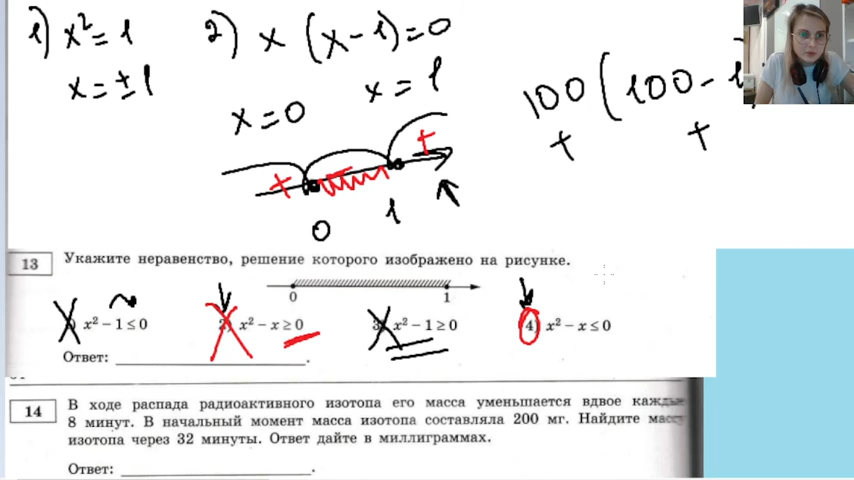 1) x² = 1
x = ±1
2) x (x - 1) = 0
x = 0
x = 1
100 (100 - 1
+ +
+ +
0 1
13
Укажите неравенство, решение которого изображено на рисунке.
0 1
x² − 1 ≤ 0
2) x² − x ≥ 0
3) x² − 1 ≥ 0
4) x² − x ≤ 0
Ответ:
14
В ходе распада радиоактивного изотопа его масса уменьшается вдвое каждые
8 минут. В начальный момент масса изотопа составляла 200 мг. Найдите массу
изотопа через 32 минуты. Ответ дайте в миллиграммах.
Ответ: